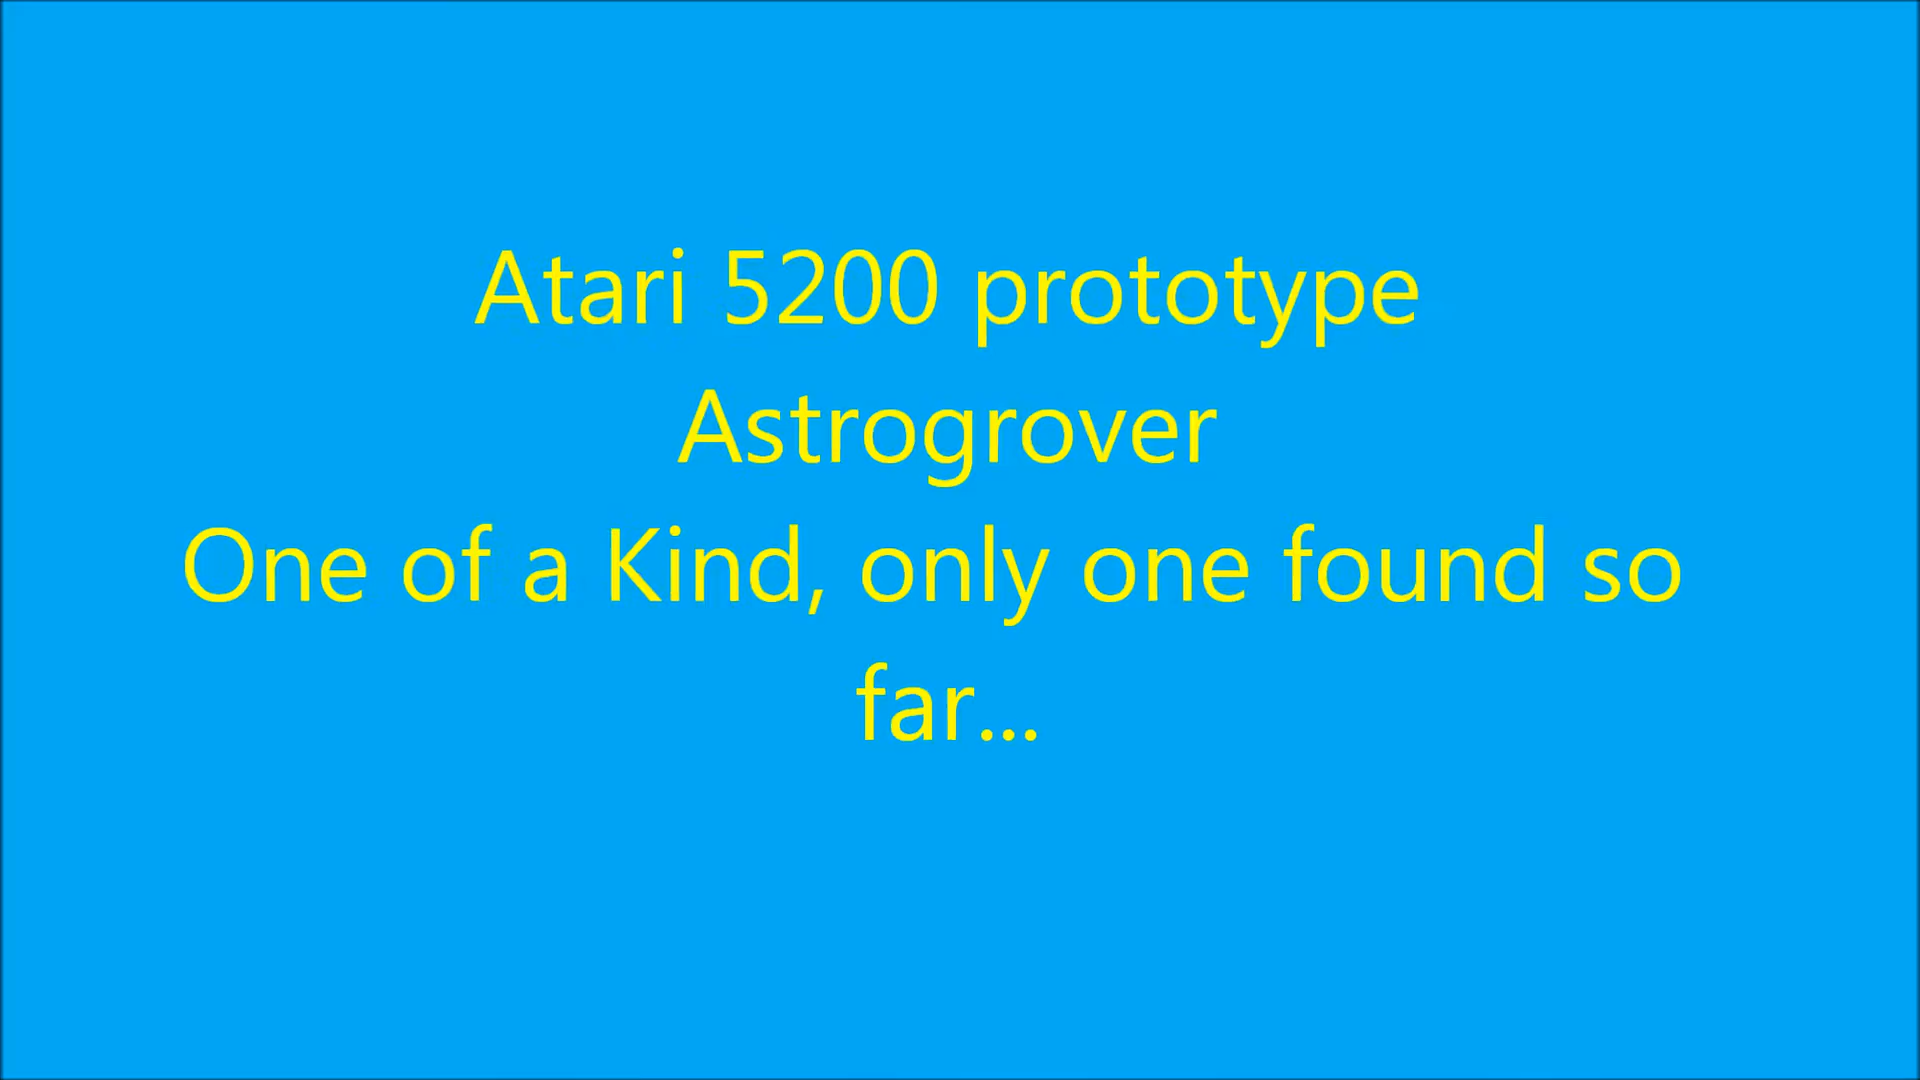 Atari 5200 prototype
Astrogrover
One of a Kind, only one found so
far...